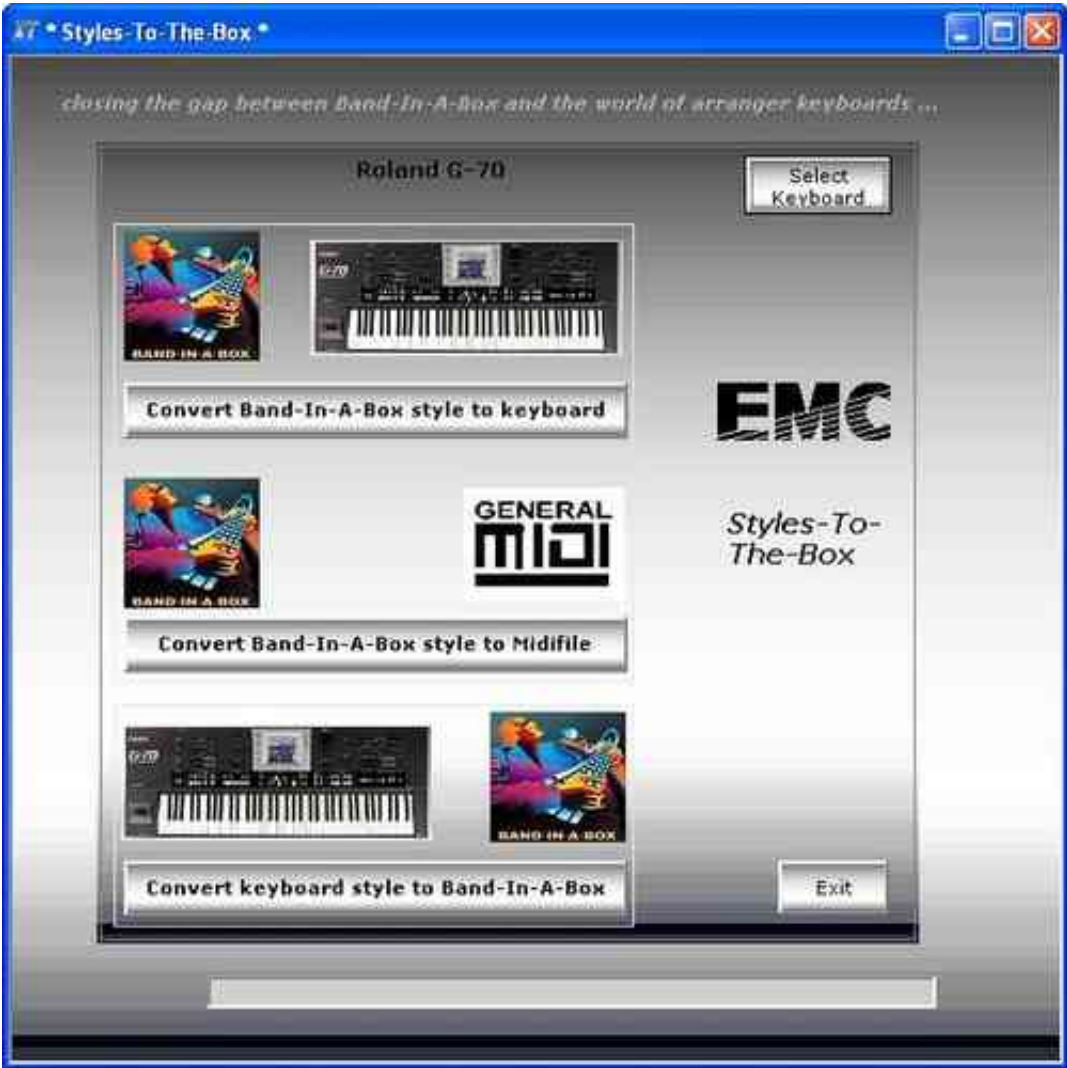 * Styles-To-The-Box *
closing the gap between Band-In-A-Box and the world of arranger keyboards ...
Roland G-70
Select
Keyboard
G-70
BAND-IN-A-BOX
Convert Band-In-A-Box style to keyboard
EMC
BAND-IN-A-BOX
GENERAL
MIDI
Styles-To-
The-Box
Convert Band-In-A-Box style to Midifile
G-70
BAND-IN-A-BOX
Convert keyboard style to Band-In-A-Box
Exit